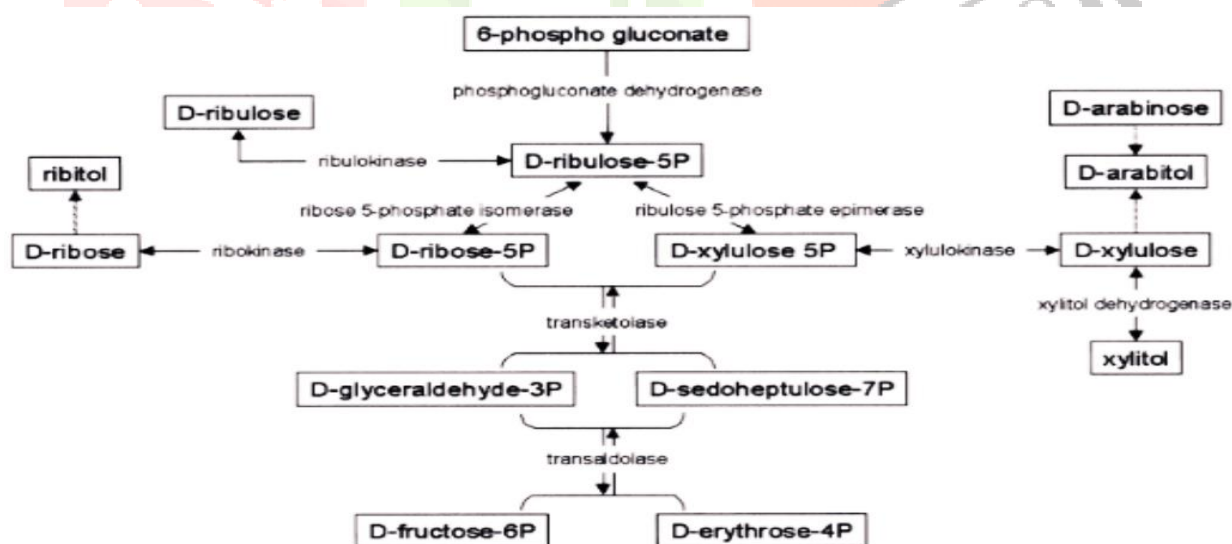 6-phospho gluconate
phosphogluconate dehydrogenase
D-ribulose
D-arabinose
ribulokinase
D-ribulose-5P
ribitol
D-arabitol
ribose 5-phosphate isomerase
ribulose 5-phosphate epimerase
D-ribose
ribokinase
D-ribose-5P
D-xylulose 5P
xylulokinase
D-xylulose
xylitol dehydrogenase
transketolase
xylitol
D-glyceraldehyde-3P
D-sedoheptulose-7P
transaldolase
D-fructose-6P
D-erythrose-4P